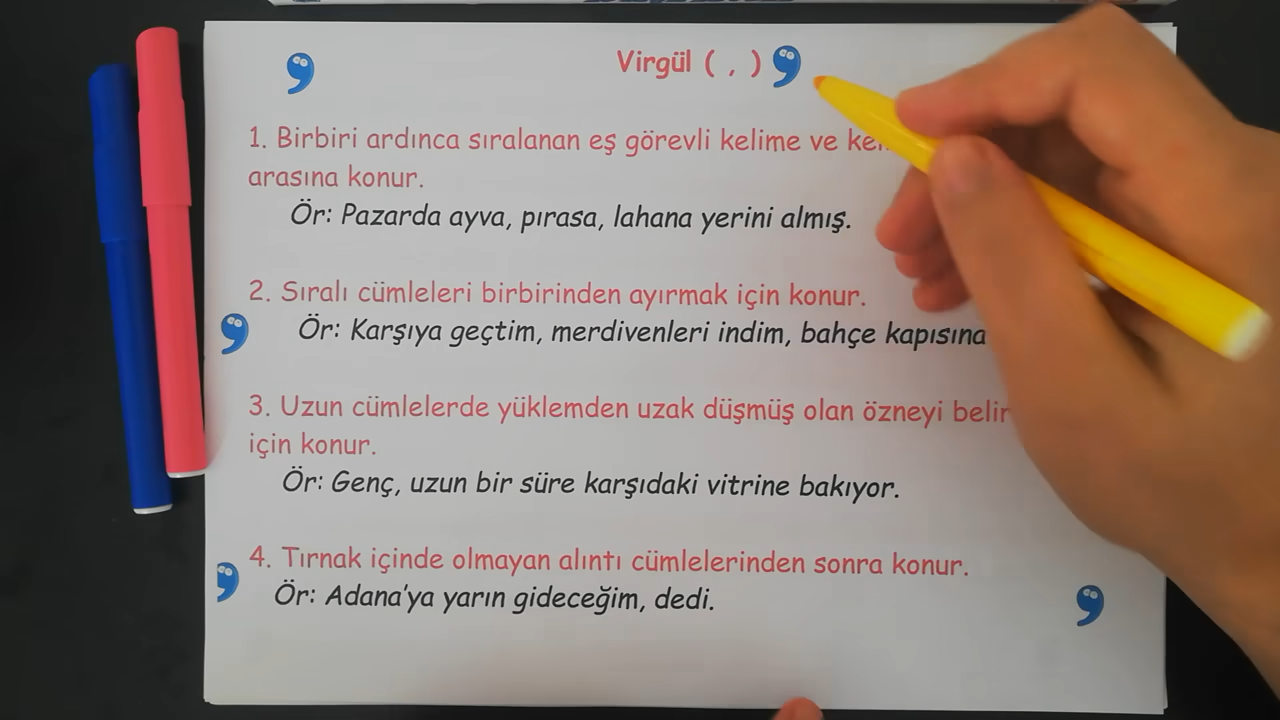 Virgül ( , )
1. Birbiri ardınca sıralanan eş görevli kelime ve
arasına konur.
Ör: Pazarda ayva, pırasa, lahana yerini almış.
2. Sıralı cümleleri birbirinden ayırmak için konur.
Ör: Karşıya geçtim, merdivenleri indim, bahçe kapısına
3. Uzun cümlelerde yüklemden uzak düşmüş olan özneyi
için konur.
Ör: Genç, uzun bir süre karşıdaki vitrine bakıyor.
4. Tırnak içinde olmayan alıntı cümlelerinden sonra konur.
Ör: Adana'ya yarın gideceğim, dedi.